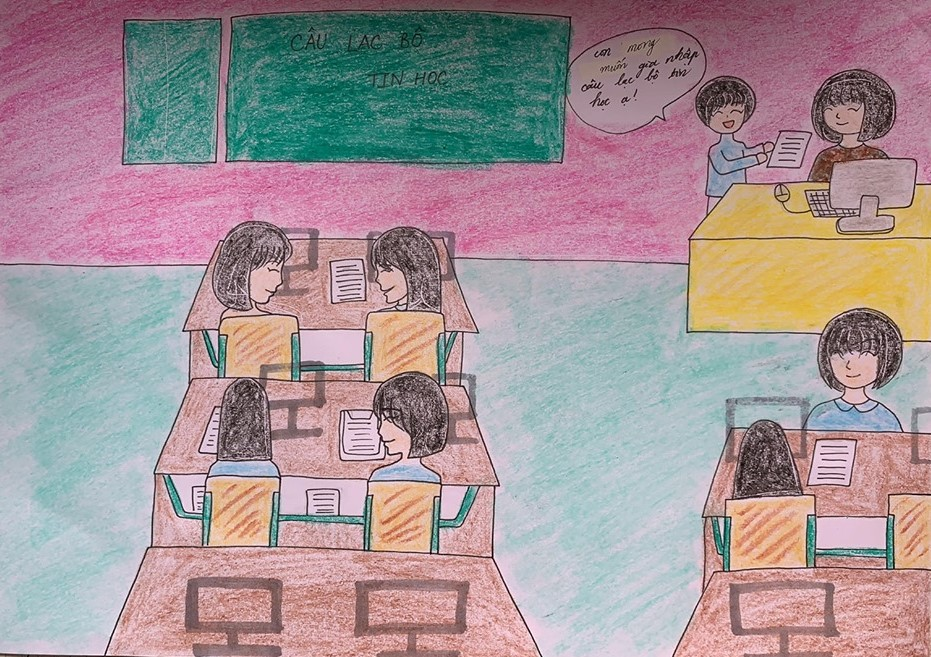 CÂU LẠC BỘ
TIN HỌC
con mong
muốn gia nhập
câu lạc bộ tin
học ạ!